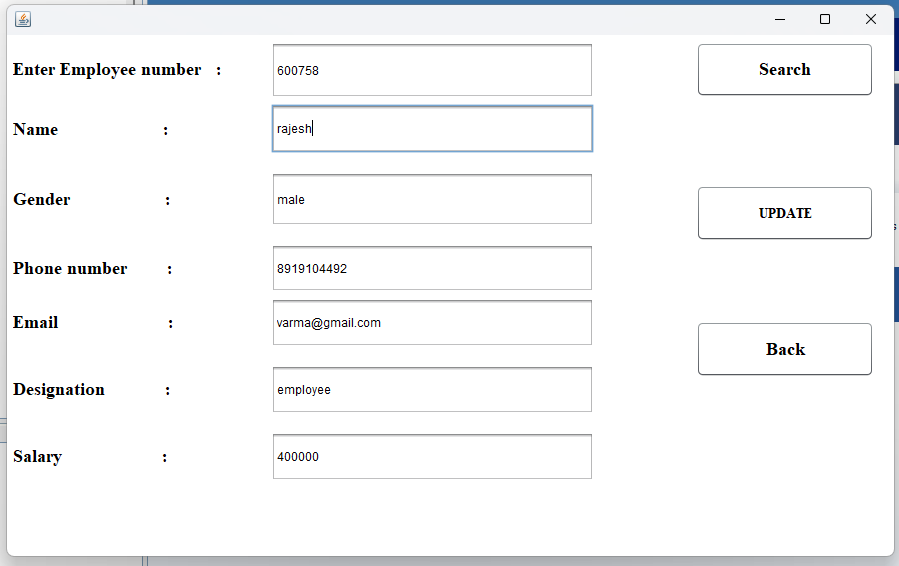 Enter Employee number : 600758 Search
Name : rajesh
Gender : male
UPDATE
Phone number : 8919104492
Email : varma@gmail.com
Back
Designation : employee
Salary : 400000